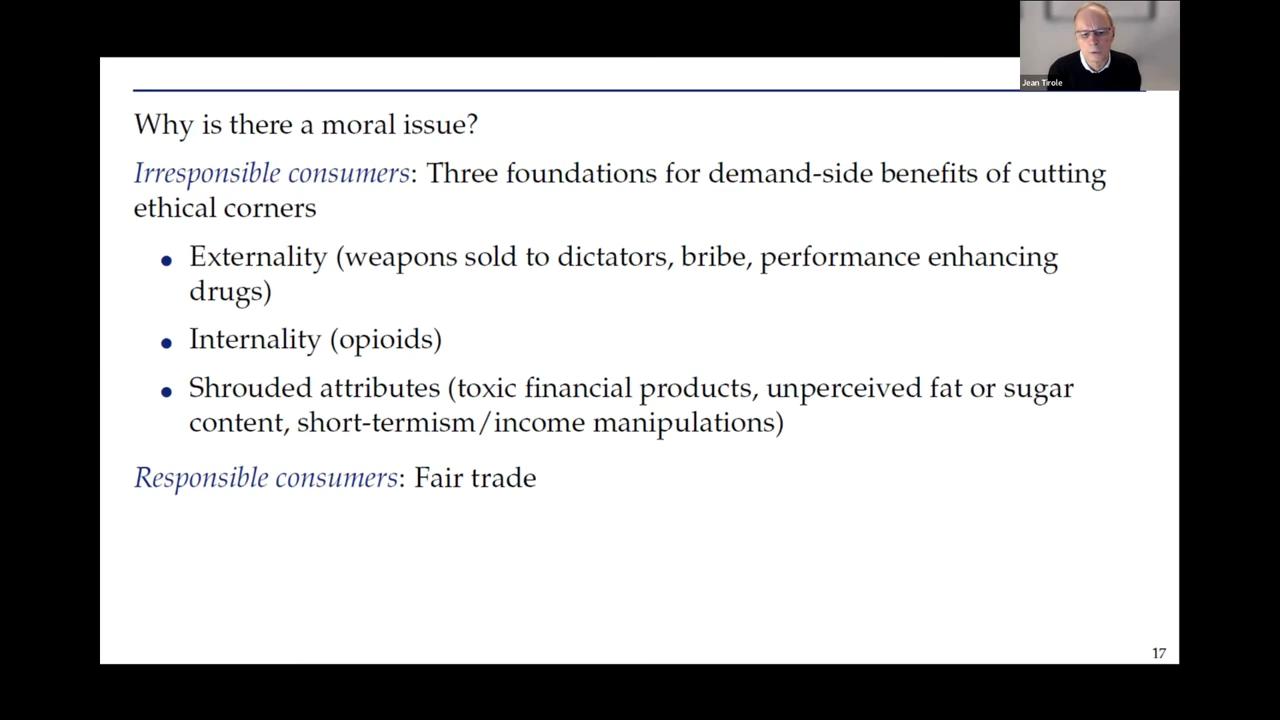 Jean Tirole
Why is there a moral issue?
Irresponsible consumers: Three foundations for demand-side benefits of cutting
ethical corners
• Externality (weapons sold to dictators, bribe, performance enhancing
drugs)
• Internality (opioids)
• Shrouded attributes (toxic financial products, unperceived fat or sugar
content, short-termism/income manipulations)
Responsible consumers: Fair trade
17